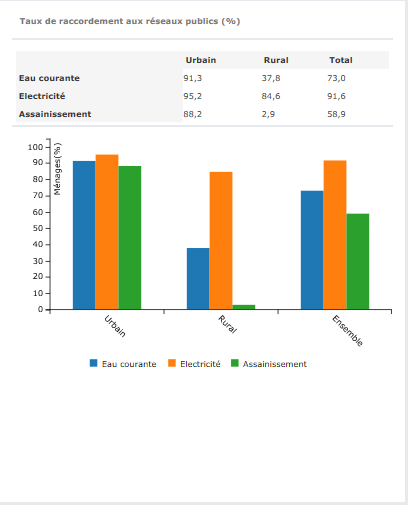 Taux de raccordement aux réseaux publics (%)
Urbain Rural Total
Eau courante 91,3 37,8 73,0
Electricité 95,2 84,6 91,6
Assainissement 88,2 2,9 58,9
Ménages(%)
100
90
80
70
60
50
40
30
20
10
0
Urbain Rural Ensemble
Eau courante Electricité Assainissement